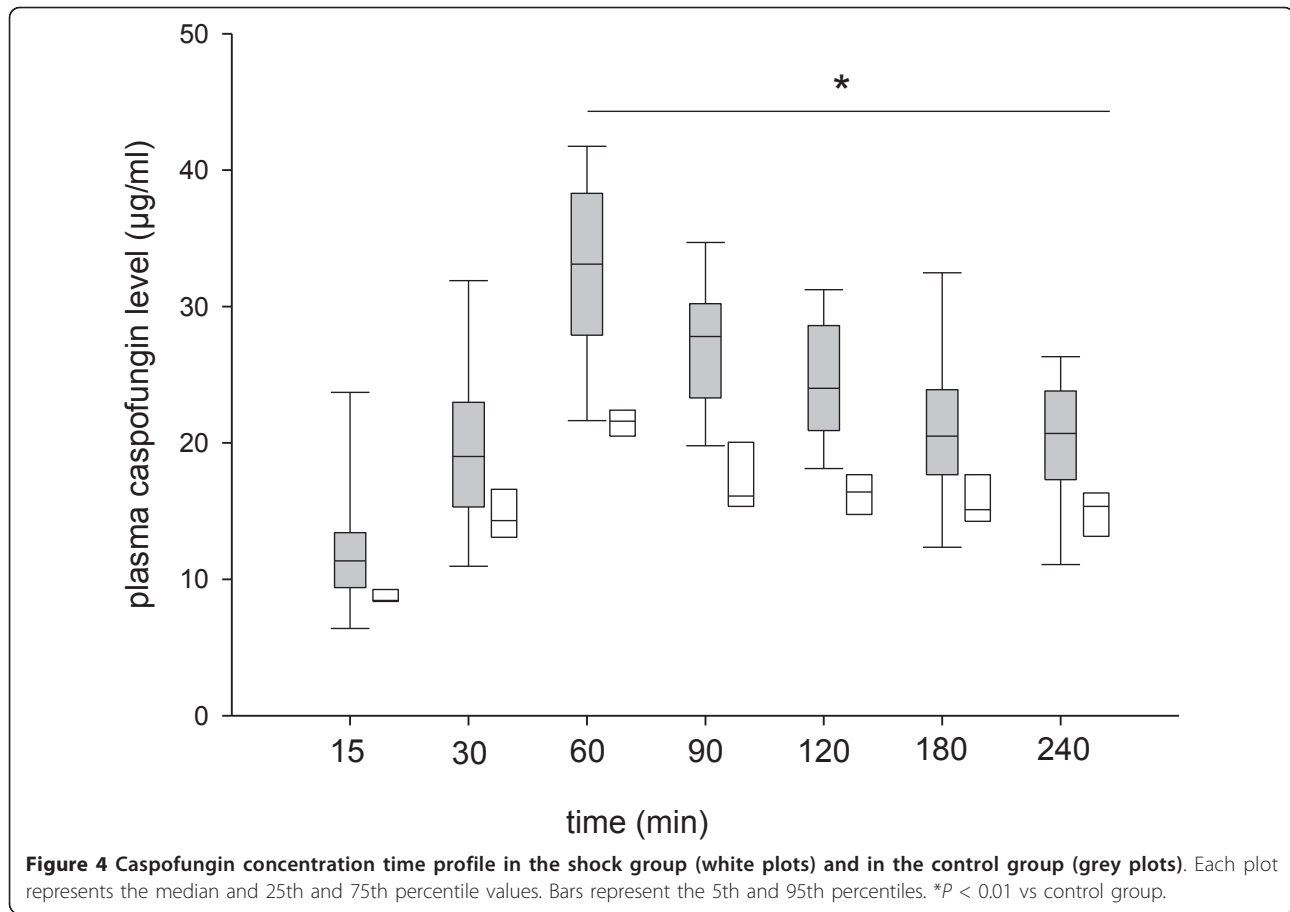 50
*
40
30
20
10
0
plasma caspofungin level (µg/ml)
15 30 60 90 120 180 240
time (min)
Figure 4 Caspofungin concentration time profile in the shock group (white plots) and in the control group (grey plots). Each plot
represents the median and 25th and 75th percentile values. Bars represent the 5th and 95th percentiles. *P < 0.01 vs control group.